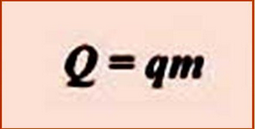 Q = qm